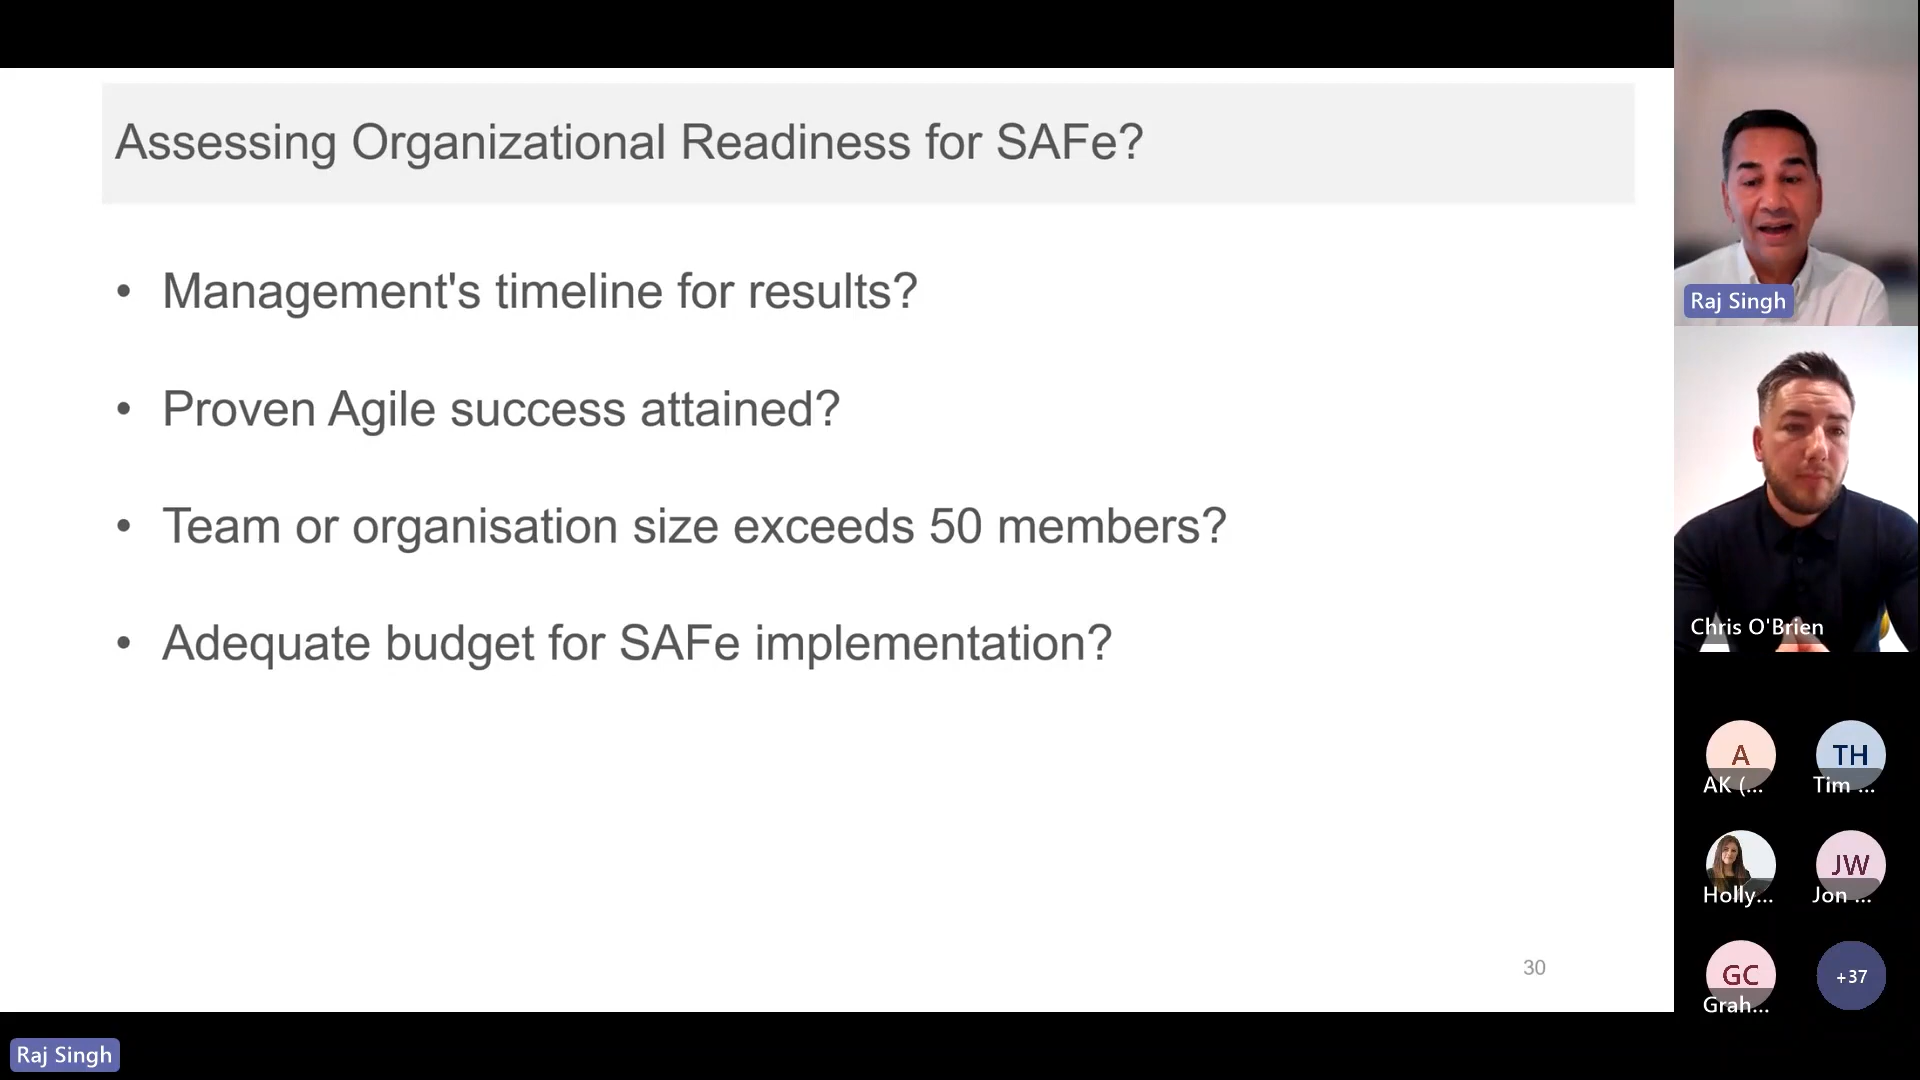 Assessing Organizational Readiness for SAFe?
• Management's timeline for results?
• Proven Agile success attained?
• Team or organisation size exceeds 50 members?
• Adequate budget for SAFe implementation?
30
Raj Singh
Raj Singh
Chris O'Brien
A
AK (...
TH
Tim ...
Holly...
JW
Jon ...
GC
Grah...
+37